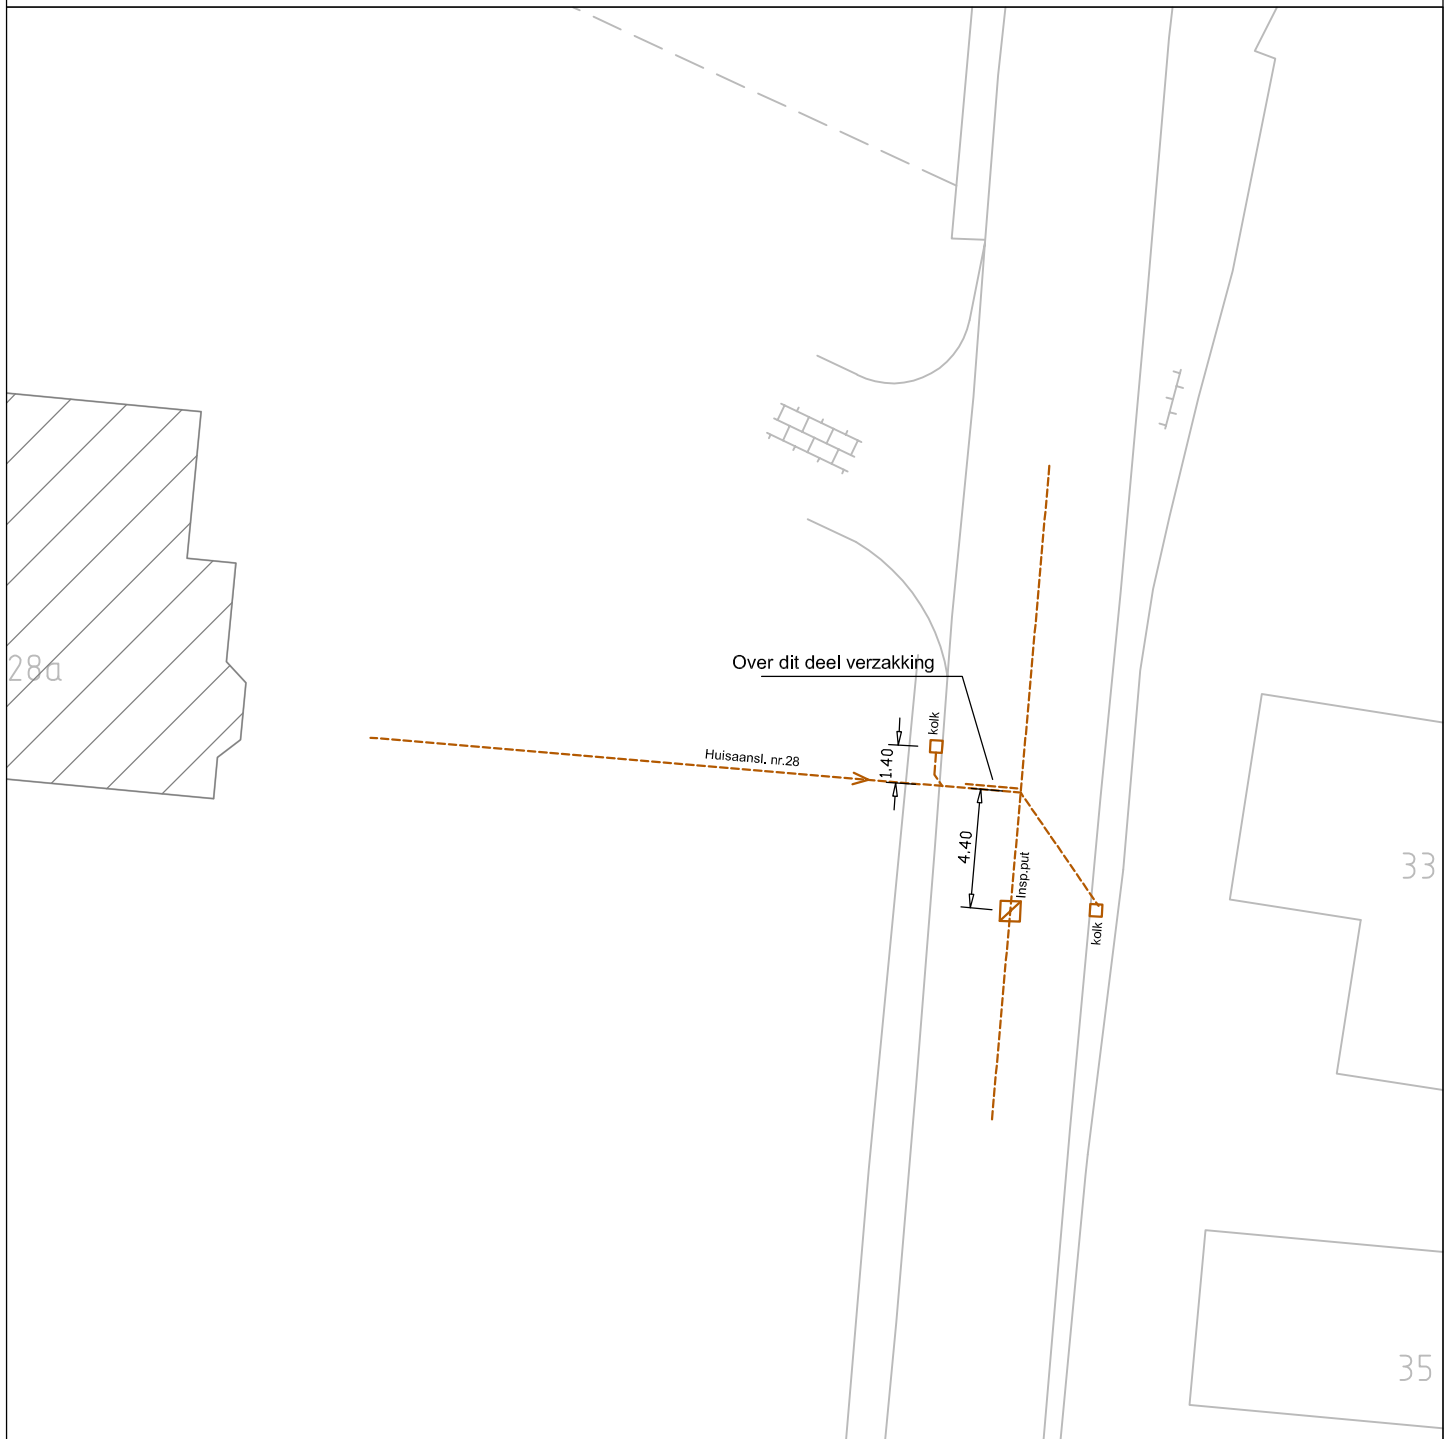 28a
Over dit deel verzakking
kolk
Huisaansl. nr.28
1.40
4.40
Insp.put
kolk
33
35